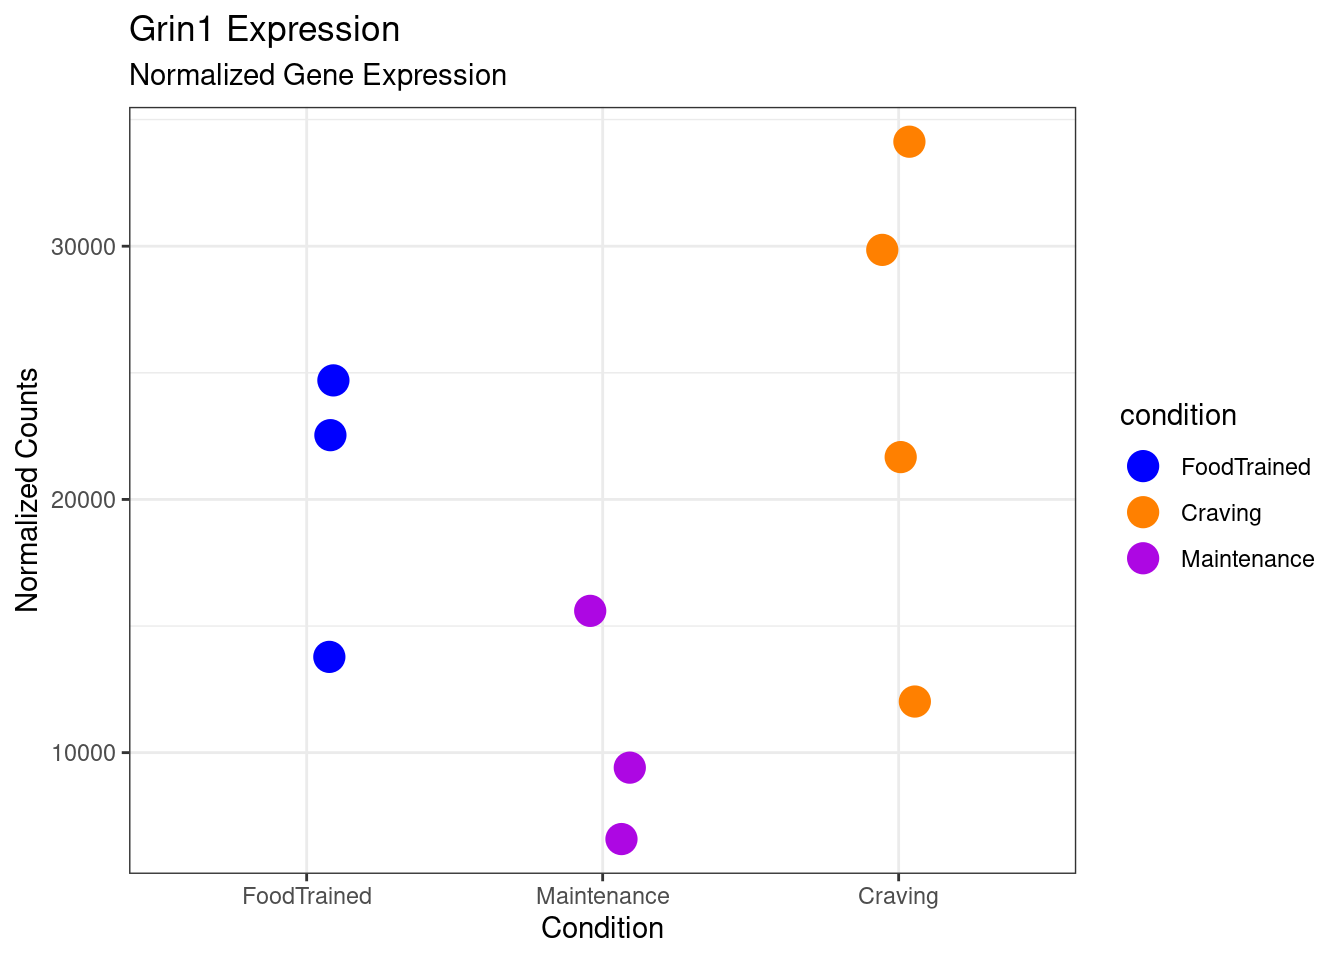 Grin1 Expression
Normalized Gene Expression
Normalized Counts
30000
20000
10000
FoodTrained
Maintenance
Craving
Condition
condition
FoodTrained
Craving
Maintenance